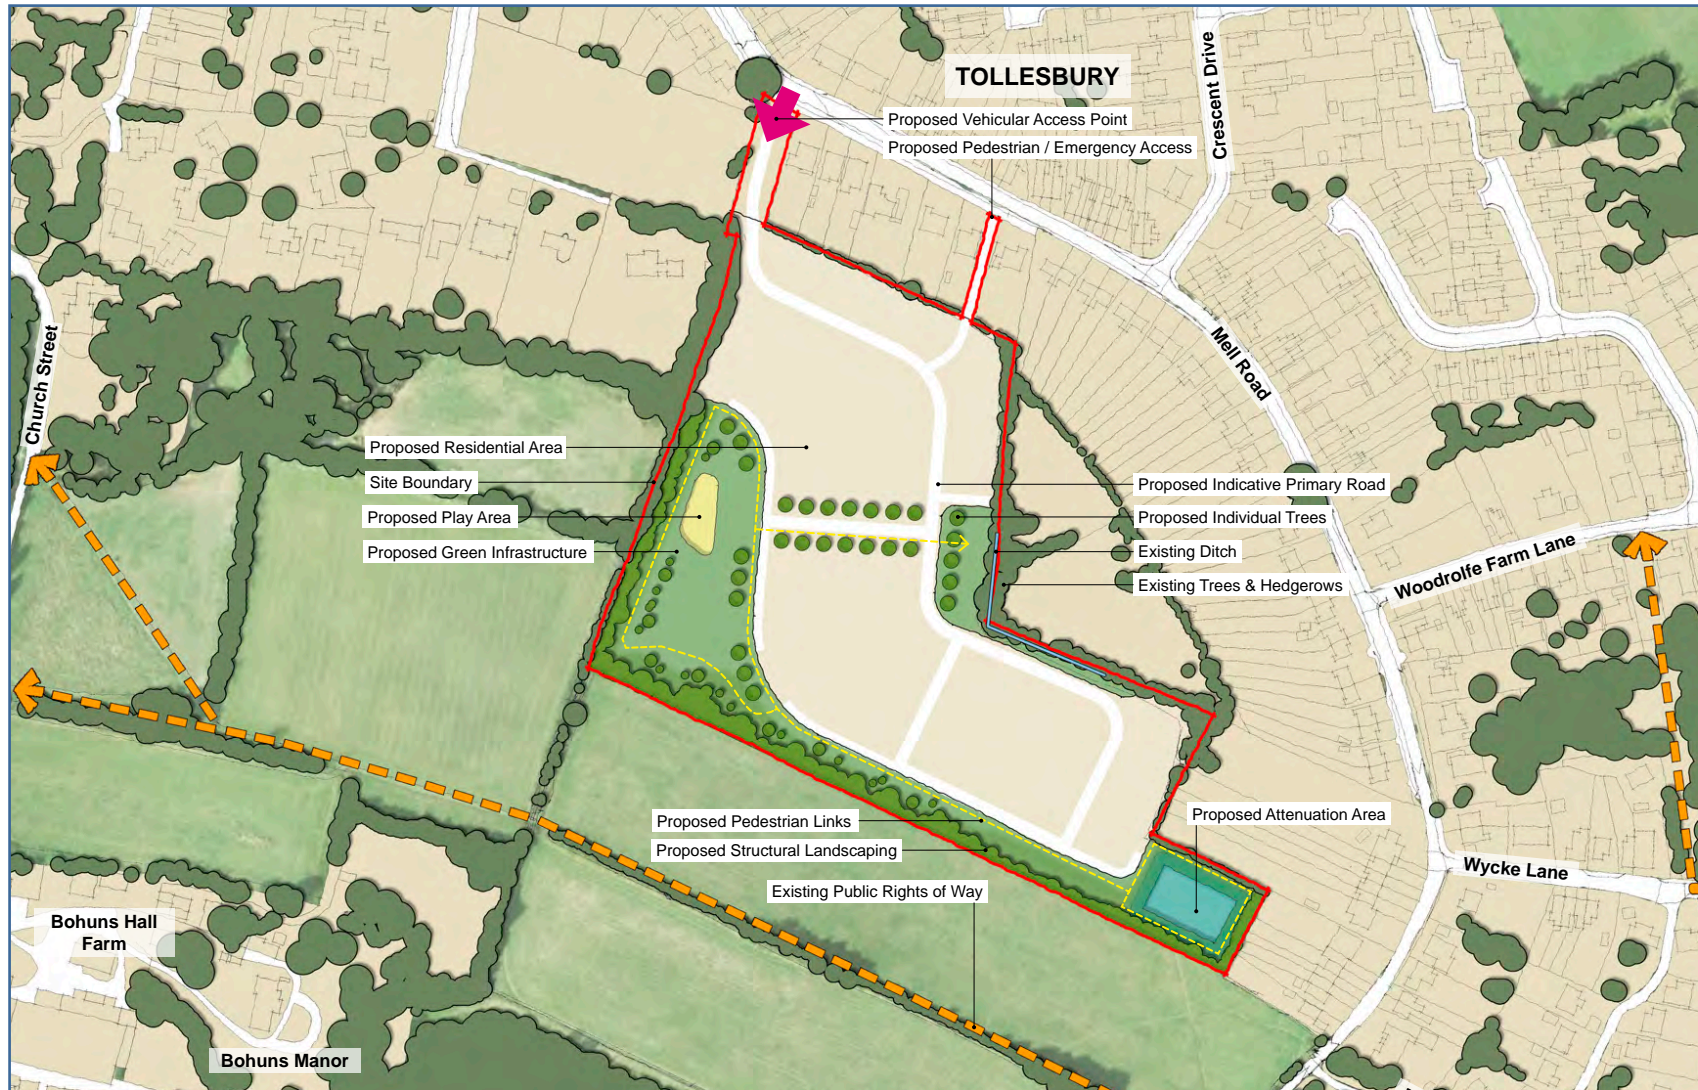 TOLLESBURY
Crescent Drive
Proposed Vehicular Access Point
Proposed Pedestrian / Emergency Access
Church Street
Mell Road
Proposed Residential Area
Site Boundary
Proposed Play Area
Proposed Green Infrastructure
Proposed Indicative Primary Road
Proposed Individual Trees
Existing Ditch
Existing Trees & Hedgerows
Woodrolfe Farm Lane
Proposed Pedestrian Links
Proposed Structural Landscaping
Existing Public Rights of Way
Proposed Attenuation Area
Wycke Lane
Bohuns Hall
Farm
Bohuns Manor